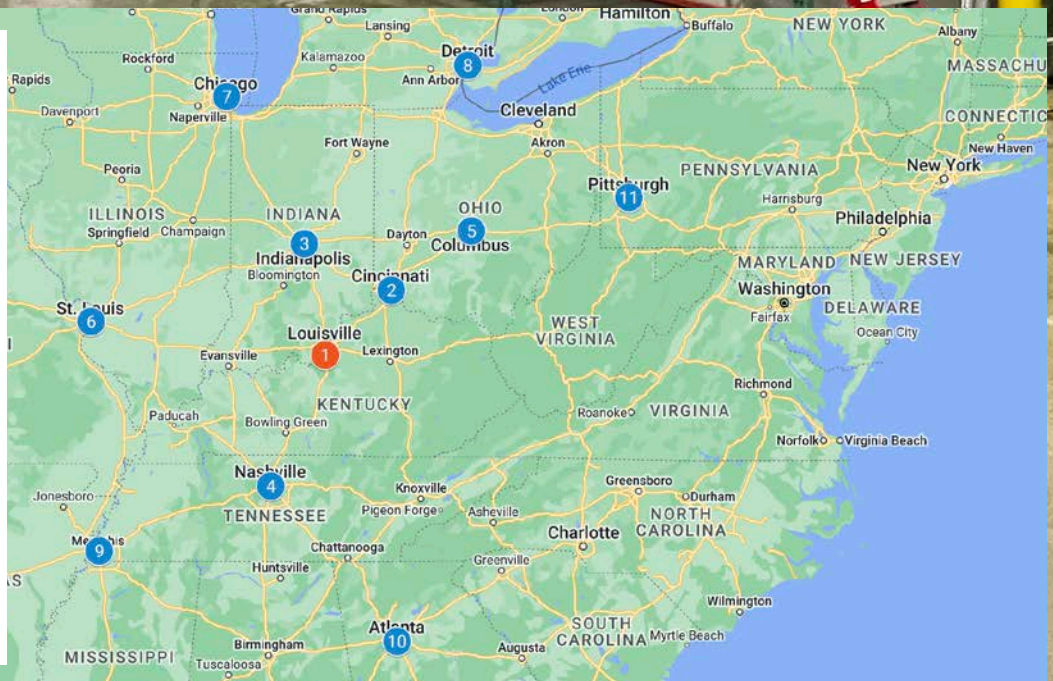 Grand Rapids
London
Hamilton
Buffalo
NEW YORK
Albany
Lansing
Rockford
Kalamazoo
Detroit
8
Ann Arbor
Lake Erie
MASSACHU
Rapids
Chicago
7
Naperville
Davenport
Cleveland
CONNECTIC
Fort Wayne
Akron
New Haven
Peoria
PENNSYLVANIA
New York
Pittsburgh
11
Harrisburg
ILLINOIS
INDIANA
OHIO
Philadelphia
Springfield
Champaign
3
Dayton
5
Columbus
Indianapolis
MARYLAND
NEW JERSEY
Bloomington
Cincinnati
2
Washington
St. Louis
6
DELAWARE
Fairfax
Louisville
1
WEST
VIRGINIA
Ocean City
Evansville
Lexington
Richmond
KENTUCKY
Paducah
Bowling Green
Roanoke
VIRGINIA
Norfolk
Virginia Beach
Nashville
4
Knoxville
Greensboro
Jonesboro
Durham
TENNESSEE
Pigeon Forge
Asheville
NORTH
CAROLINA
Memphis
9
Chattanooga
Charlotte
Huntsville
Greenville
AS
Wilmington
Atlanta
10
SOUTH
CAROLINA
Myrtle Beach
Birmingham
Augusta
MISSISSIPPI
Tuscaloosa